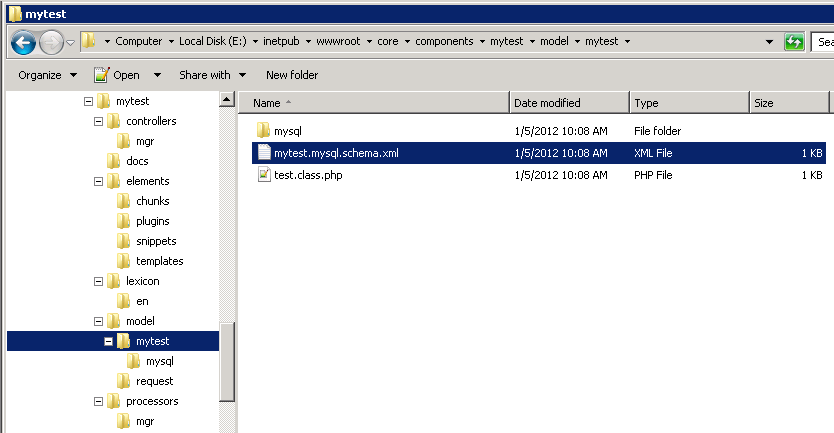 mytest
Computer Local Disk (E:) inetpub wwwroot core components mytest model mytest Sea
Organize Open Share with New folder
mytest
controllers
mgr
docs
elements
chunks
plugins
snippets
templates
lexicon
en
model
mytest
mysql
request
processors
mgr
Name Date modified Type Size
mysql 1/5/2012 10:08 AM File folder
mytest.mysql.schema.xml 1/5/2012 10:08 AM XML File 1 KB
test.class.php 1/5/2012 10:08 AM PHP File 1 KB